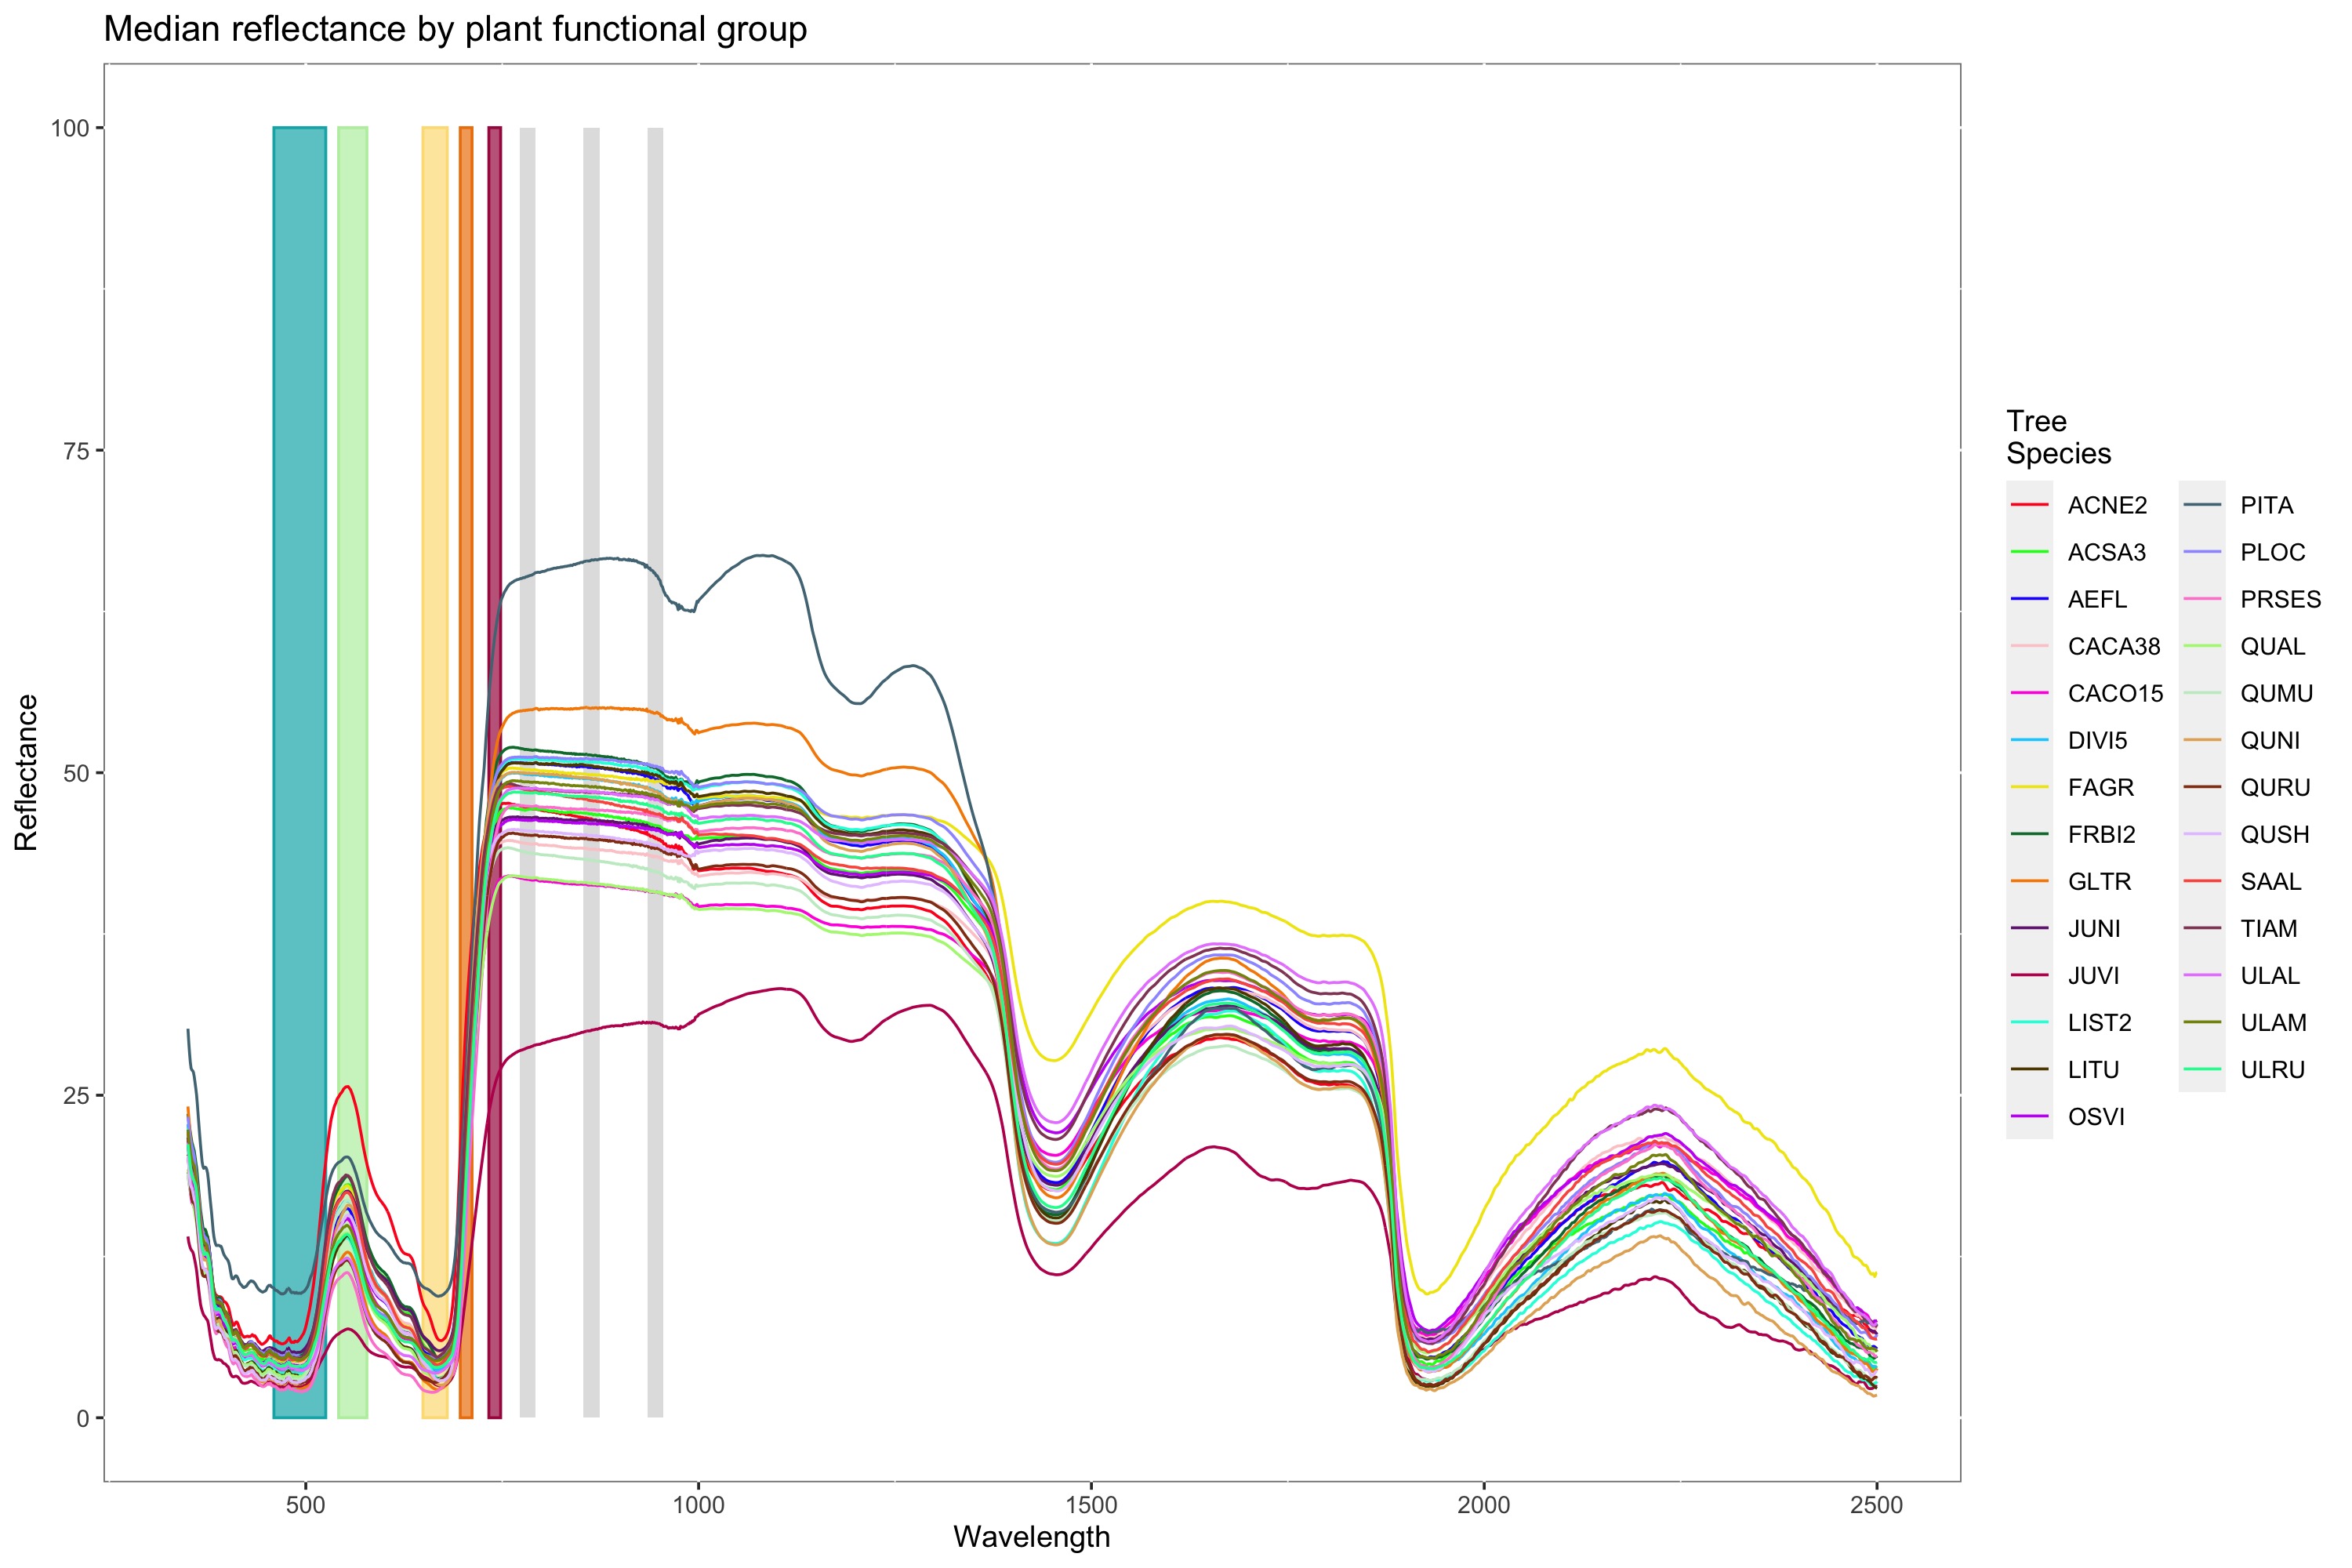 Median reflectance by plant functional group
100
75
50
25
0
Reflectance
500
1000
1500
2000
2500
Wavelength
Tree
Species
ACNE2
ACSA3
AEFL
CACA38
CACO15
DIVI5
FAGR
FRBI2
GLTR
JUNI
JUVI
LIST2
LITU
OSVI
PITA
PLOC
PRSES
QUAL
QUMU
QUNI
QURU
QUSH
SAAL
TIAM
ULAL
ULAM
ULRU